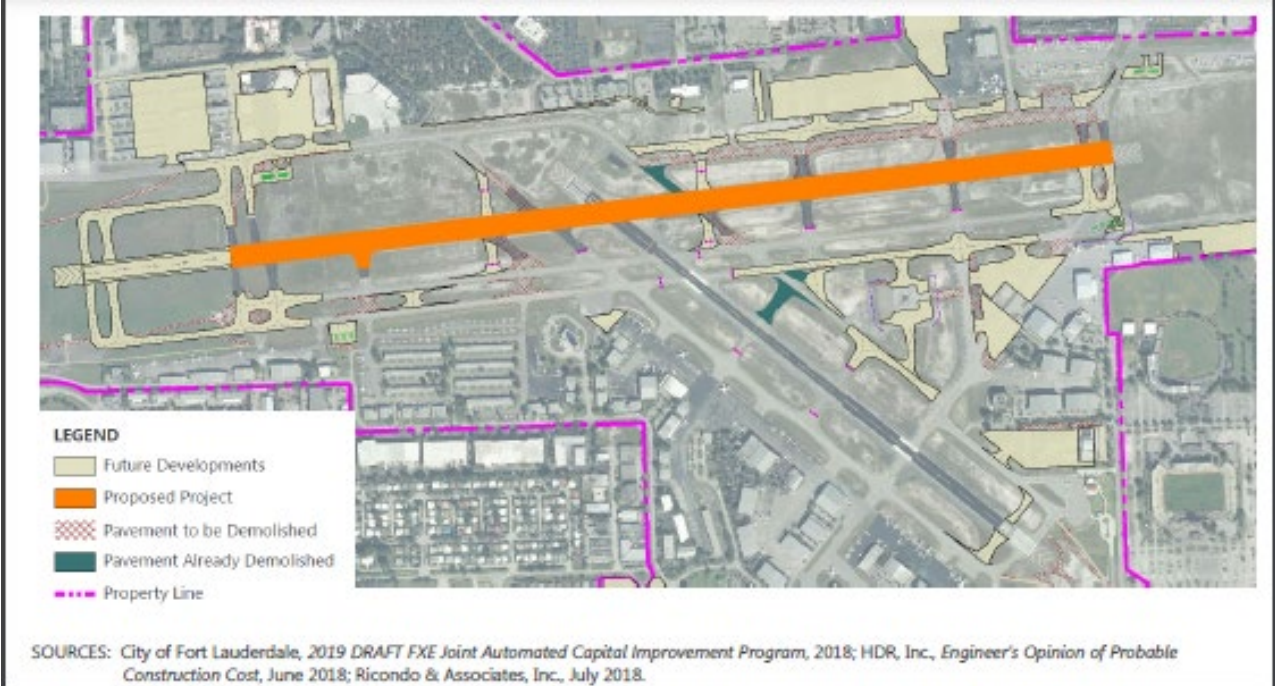 LEGEND
Future Developments
Proposed Project
Pavement to be Demolished
Pavement Already Demolished
Property Line
SOURCES: City of Fort Lauderdale, 2019 DRAFT FXE Joint Automated Capital Improvement Program, 2018; HDR, Inc., Engineer's Opinion of Probable
Construction Cost, June 2018; Ricondo & Associates, Inc., July 2018.